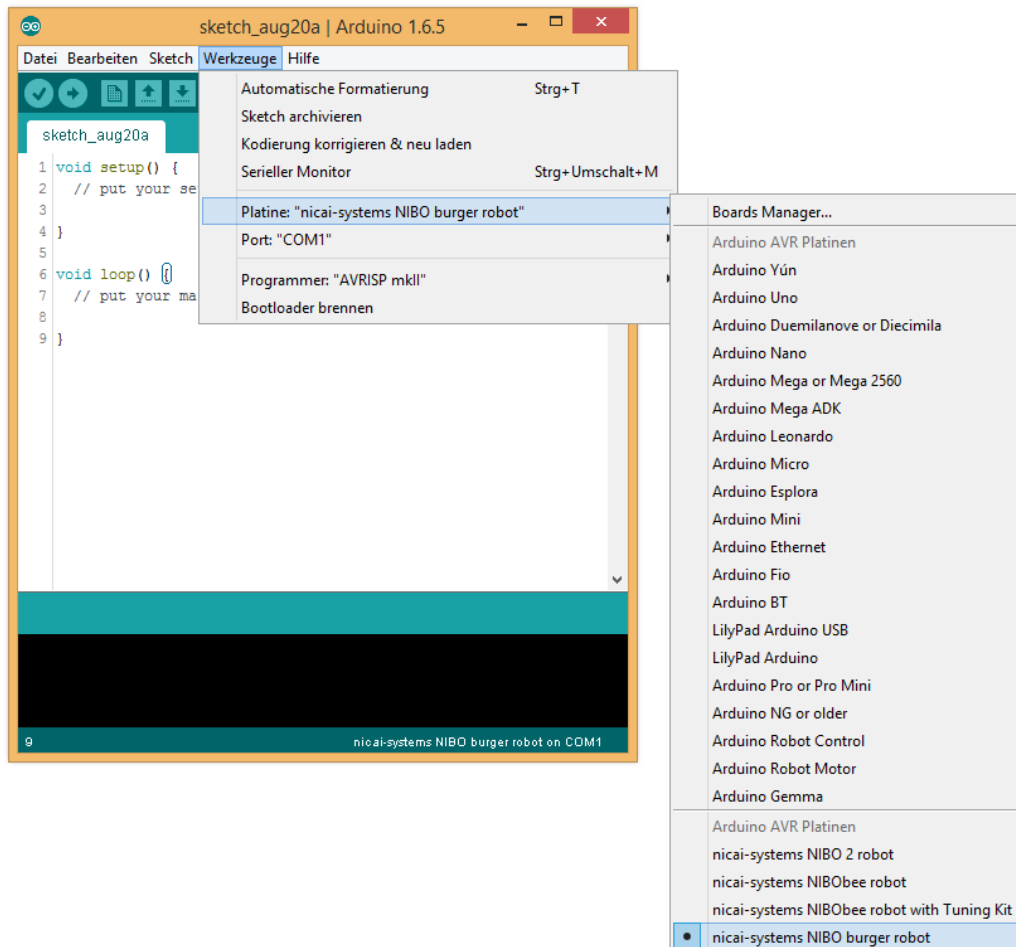 sketch_aug20a | Arduino 1.6.5
Datei Bearbeiten Sketch Werkzeuge Hilfe
sketch_aug20a
1 void setup() {
2 // put your se
3
4 }
5
6 void loop() {
7 // put your ma
8
9 }
Automatische Formatierung Strg+T
Sketch archivieren
Kodierung korrigieren & neu laden
Serieller Monitor Strg+Umschalt+M
Platine: "nicai-systems NIBO burger robot"
Port: "COM1"
Programmer: "AVRISP mkII"
Bootloader brennen
Boards Manager...
Arduino AVR Platinen
Arduino Yún
Arduino Uno
Arduino Duemilanove or Diecimila
Arduino Nano
Arduino Mega or Mega 2560
Arduino Mega ADK
Arduino Leonardo
Arduino Micro
Arduino Esplora
Arduino Mini
Arduino Ethernet
Arduino Fio
Arduino BT
LilyPad Arduino USB
LilyPad Arduino
Arduino Pro or Pro Mini
Arduino NG or older
Arduino Robot Control
Arduino Robot Motor
Arduino Gemma
Arduino AVR Platinen
nicai-systems NIBO 2 robot
nicai-systems NIBObee robot
nicai-systems NIBObee robot with Tuning Kit
nicai-systems NIBO burger robot
9 nicai-systems NIBO burger robot on COM1